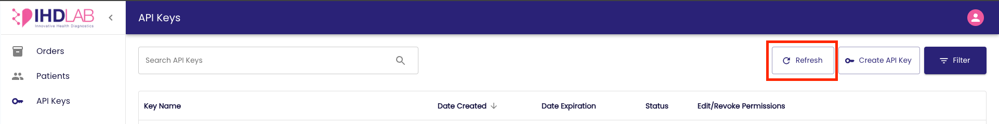 IHDLAB
Innovative Health Diagnostics
API Keys
Orders
Patients
API Keys
Search API Keys
Refresh
Create API Key
Filter
Key Name Date Created Date Expiration Status Edit/Revoke Permissions